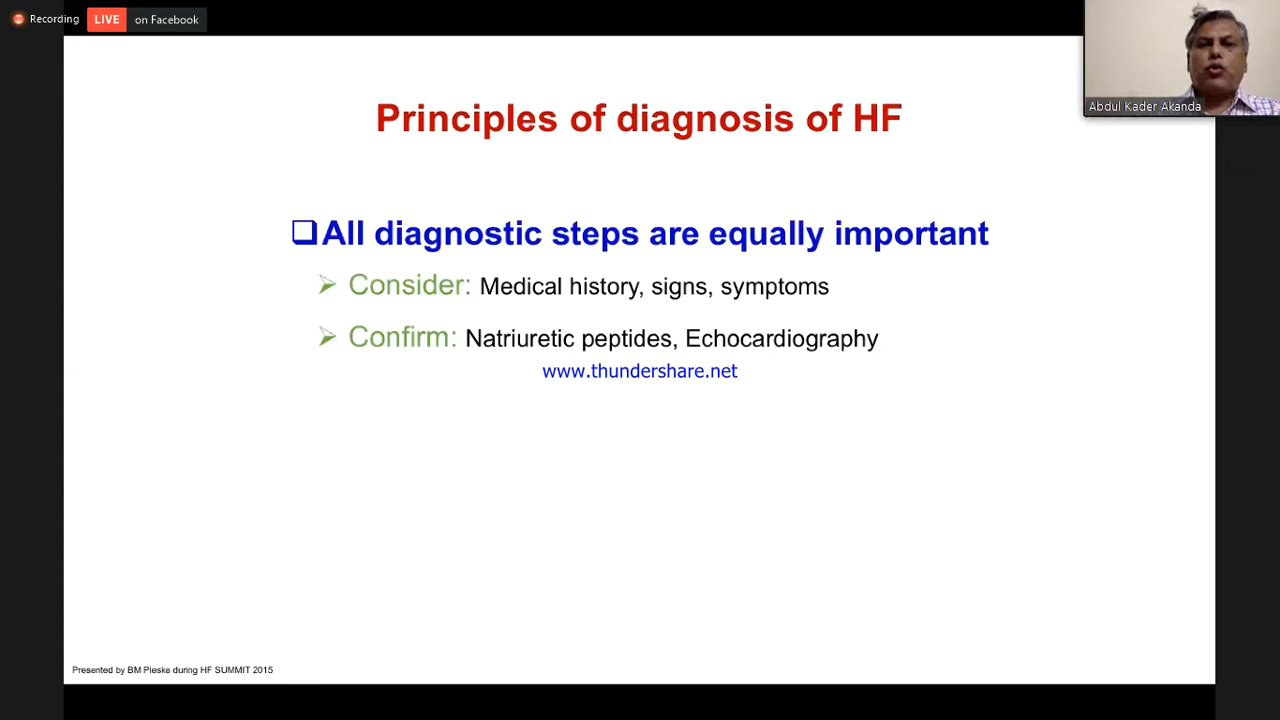 Recording
LIVE on Facebook
Abdul Kader Akanda
Principles of diagnosis of HF
All diagnostic steps are equally important
Consider: Medical history, signs, symptoms
Confirm: Natriuretic peptides, Echocardiography
www.thundershare.net
Presented by BM Pieske during HF SUMMIT 2015